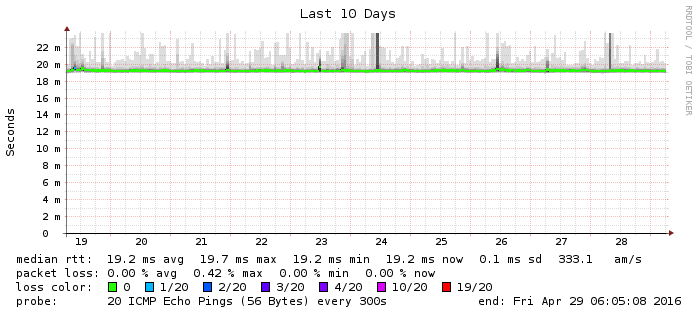 Last 10 Days
RRDTOOL / TOBI OETIKER
Seconds
22 m
20 m
18 m
16 m
14 m
12 m
10 m
8 m
6 m
4 m
2 m
0
19 20 21 22 23 24 25 26 27 28
median rtt: 19.2 ms avg 19.7 ms max 19.2 ms min 19.2 ms now 0.1 ms sd 333.1 am/s
packet loss: 0.00 % avg 0.42 % max 0.00 % min 0.00 % now
loss color: 0 1/20 2/20 3/20 4/20 10/20 19/20
probe: 20 ICMP Echo Pings (56 Bytes) every 300s end: Fri Apr 29 06:05:08 2016